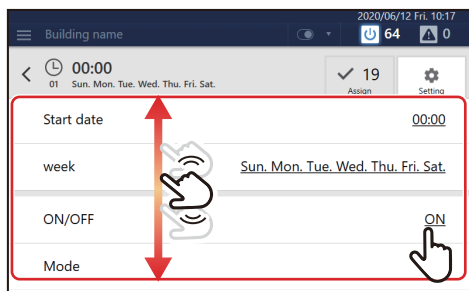 2020/06/12 Fri. 10:17
Building name
64
0
00:00
01 Sun. Mon. Tue. Wed. Thu. Fri. Sat.
19
Assign
Setting
Start date 00:00
week Sun. Mon. Tue. Wed. Thu. Fri. Sat.
ON/OFF ON
Mode